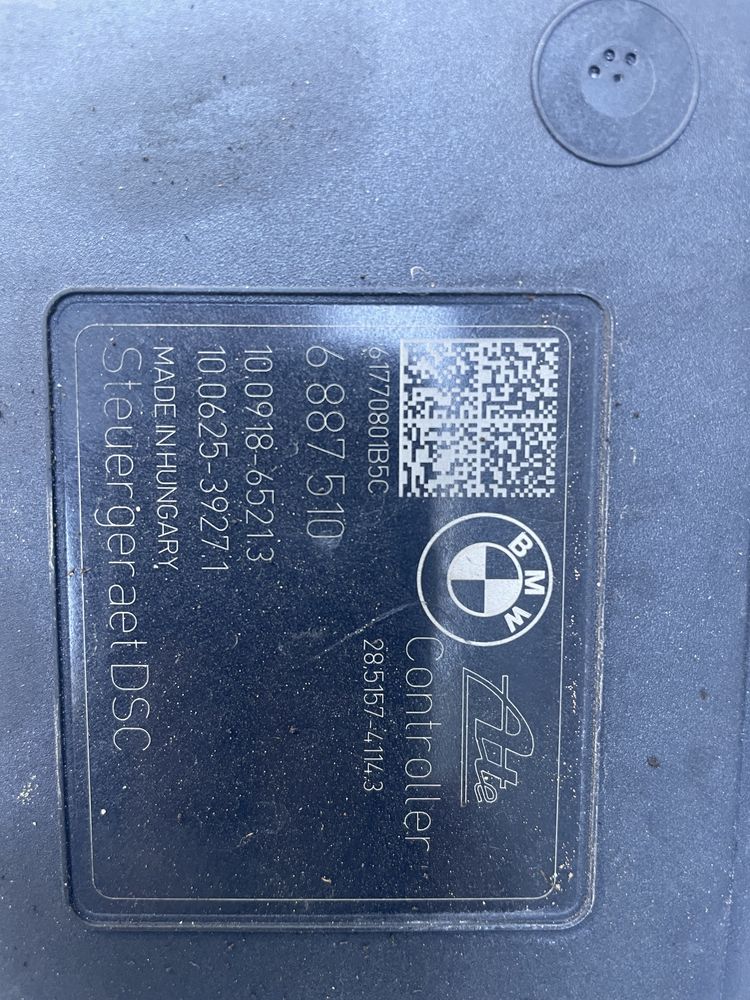 BMW
Ate
61770801B5C
Controller
28.5157-4114.3
6 887 510
10.0918-6521.3
10.0625-3927.1
MADE IN HUNGARY
Steuergeraet DSC